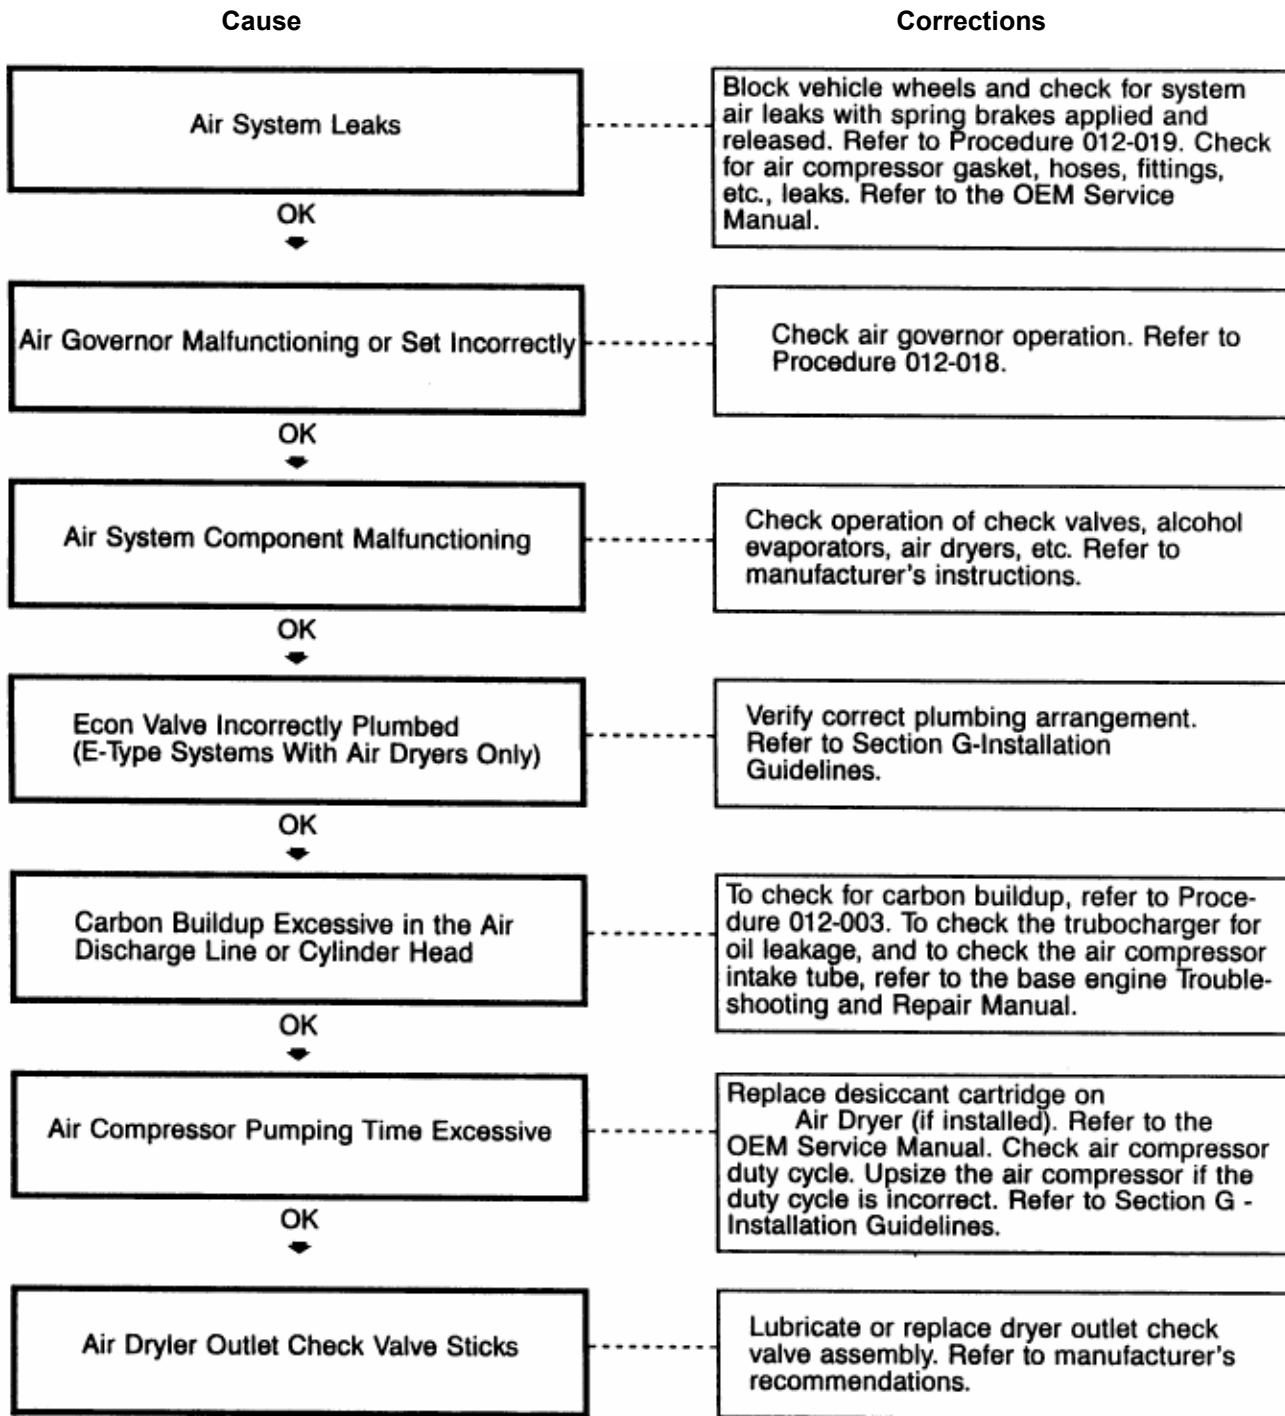 Cause
Corrections
Air System Leaks
Block vehicle wheels and check for system
air leaks with spring brakes applied and
released. Refer to Procedure 012-019. Check
for air compressor gasket, hoses, fittings,
etc., leaks. Refer to the OEM Service
Manual.
OK
Air Governor Malfunctioning or Set Incorrectly
Check air governor operation. Refer to
Procedure 012-018.
OK
Air System Component Malfunctioning
Check operation of check valves, alcohol
evaporators, air dryers, etc. Refer to
manufacturer's instructions.
OK
Econ Valve Incorrectly Plumbed
(E-Type Systems With Air Dryers Only)
Verify correct plumbing arrangement.
Refer to Section G-Installation
Guidelines.
OK
Carbon Buildup Excessive in the Air
Discharge Line or Cylinder Head
To check for carbon buildup, refer to Proce-
dure 012-003. To check the trubocharger for
oil leakage, and to check the air compressor
intake tube, refer to the base engine Trouble-
shooting and Repair Manual.
OK
Air Compressor Pumping Time Excessive
Replace desiccant cartridge on
Air Dryer (if installed). Refer to the
OEM Service Manual. Check air compressor
duty cycle. Upsize the air compressor if the
duty cycle is incorrect. Refer to Section G -
Installation Guidelines.
OK
Air Dryler Outlet Check Valve Sticks
Lubricate or replace dryer outlet check
valve assembly. Refer to manufacturer's
recommendations.